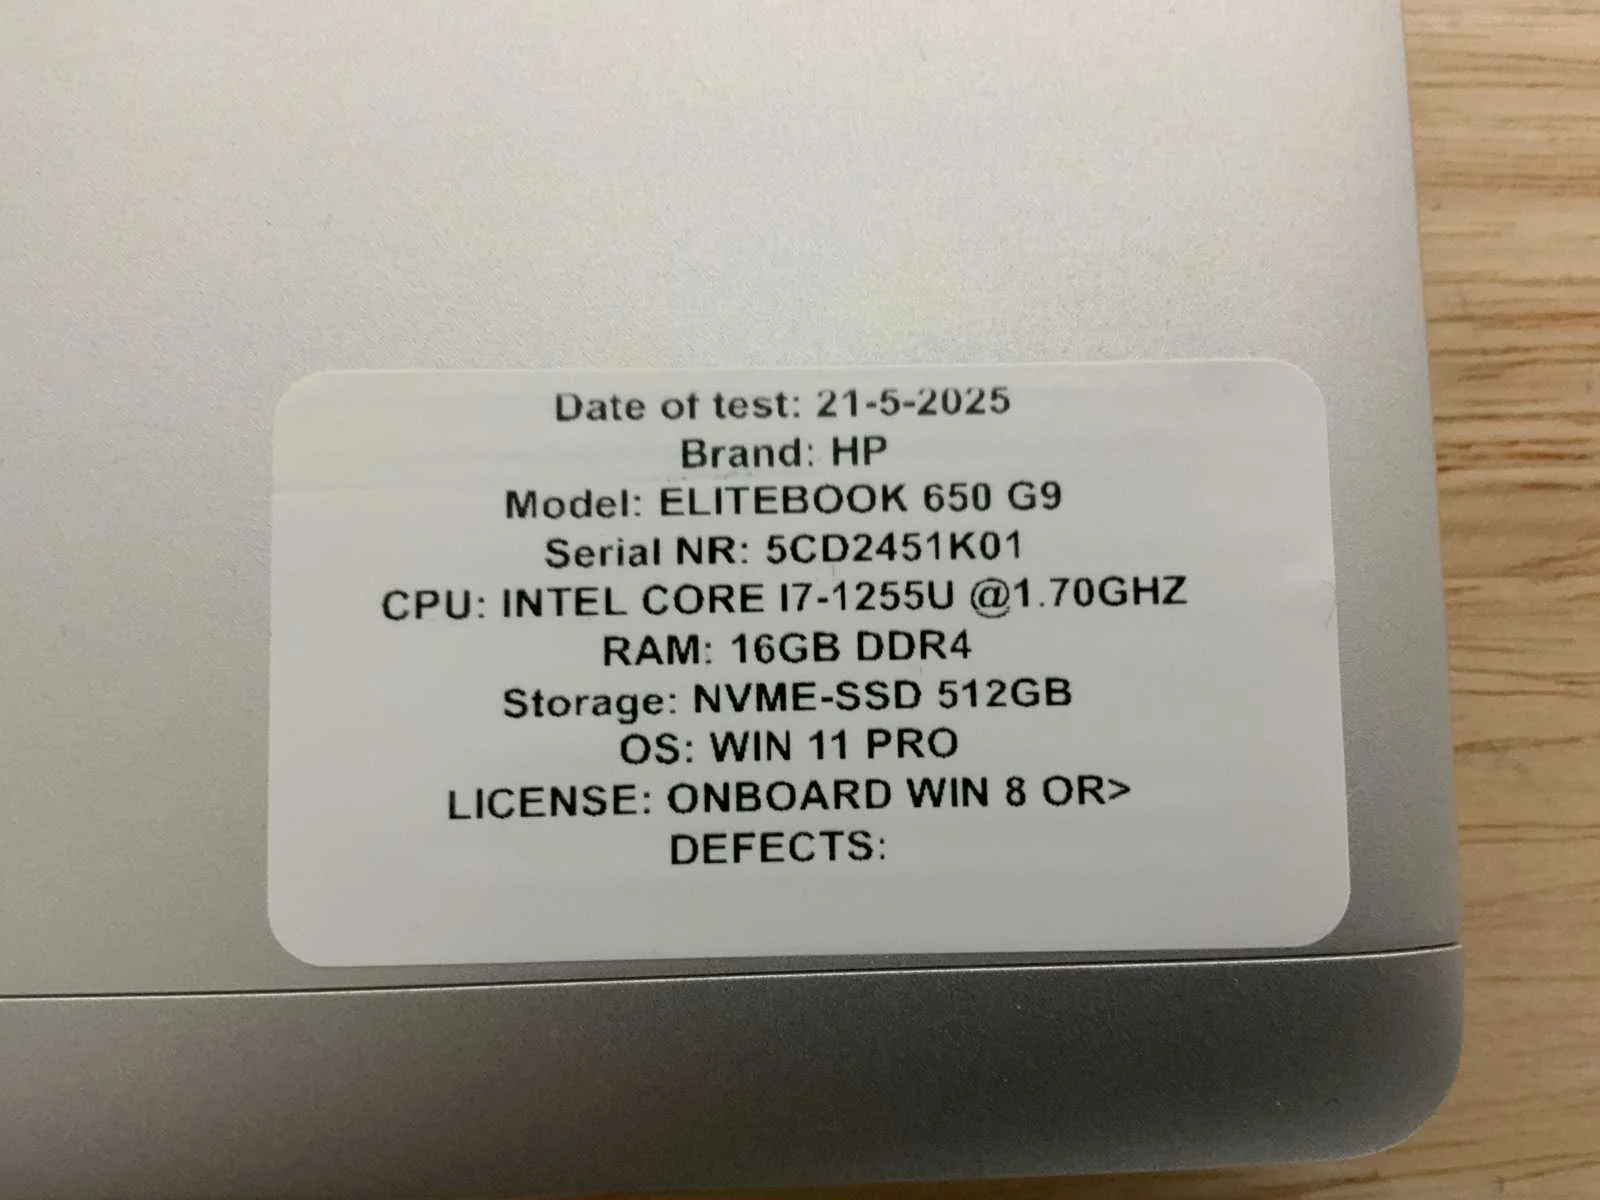 Date of test: 21-5-2025
Brand: HP
Model: ELITEBOOK 650 G9
Serial NR: 5CD2451K01
CPU: INTEL CORE I7-1255U @1.70GHZ
RAM: 16GB DDR4
Storage: NVME-SSD 512GB
OS: WIN 11 PRO
LICENSE: ONBOARD WIN 8 OR>
DEFECTS: